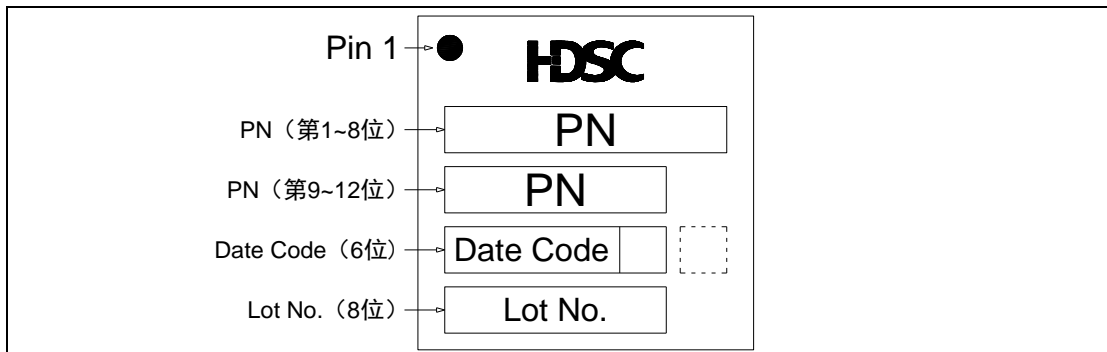 Pin 1
HDSC
PN（第1~8位）
PN
PN（第9~12位）
PN
Date Code（6位）
Date Code
Lot No.（8位）
Lot No.